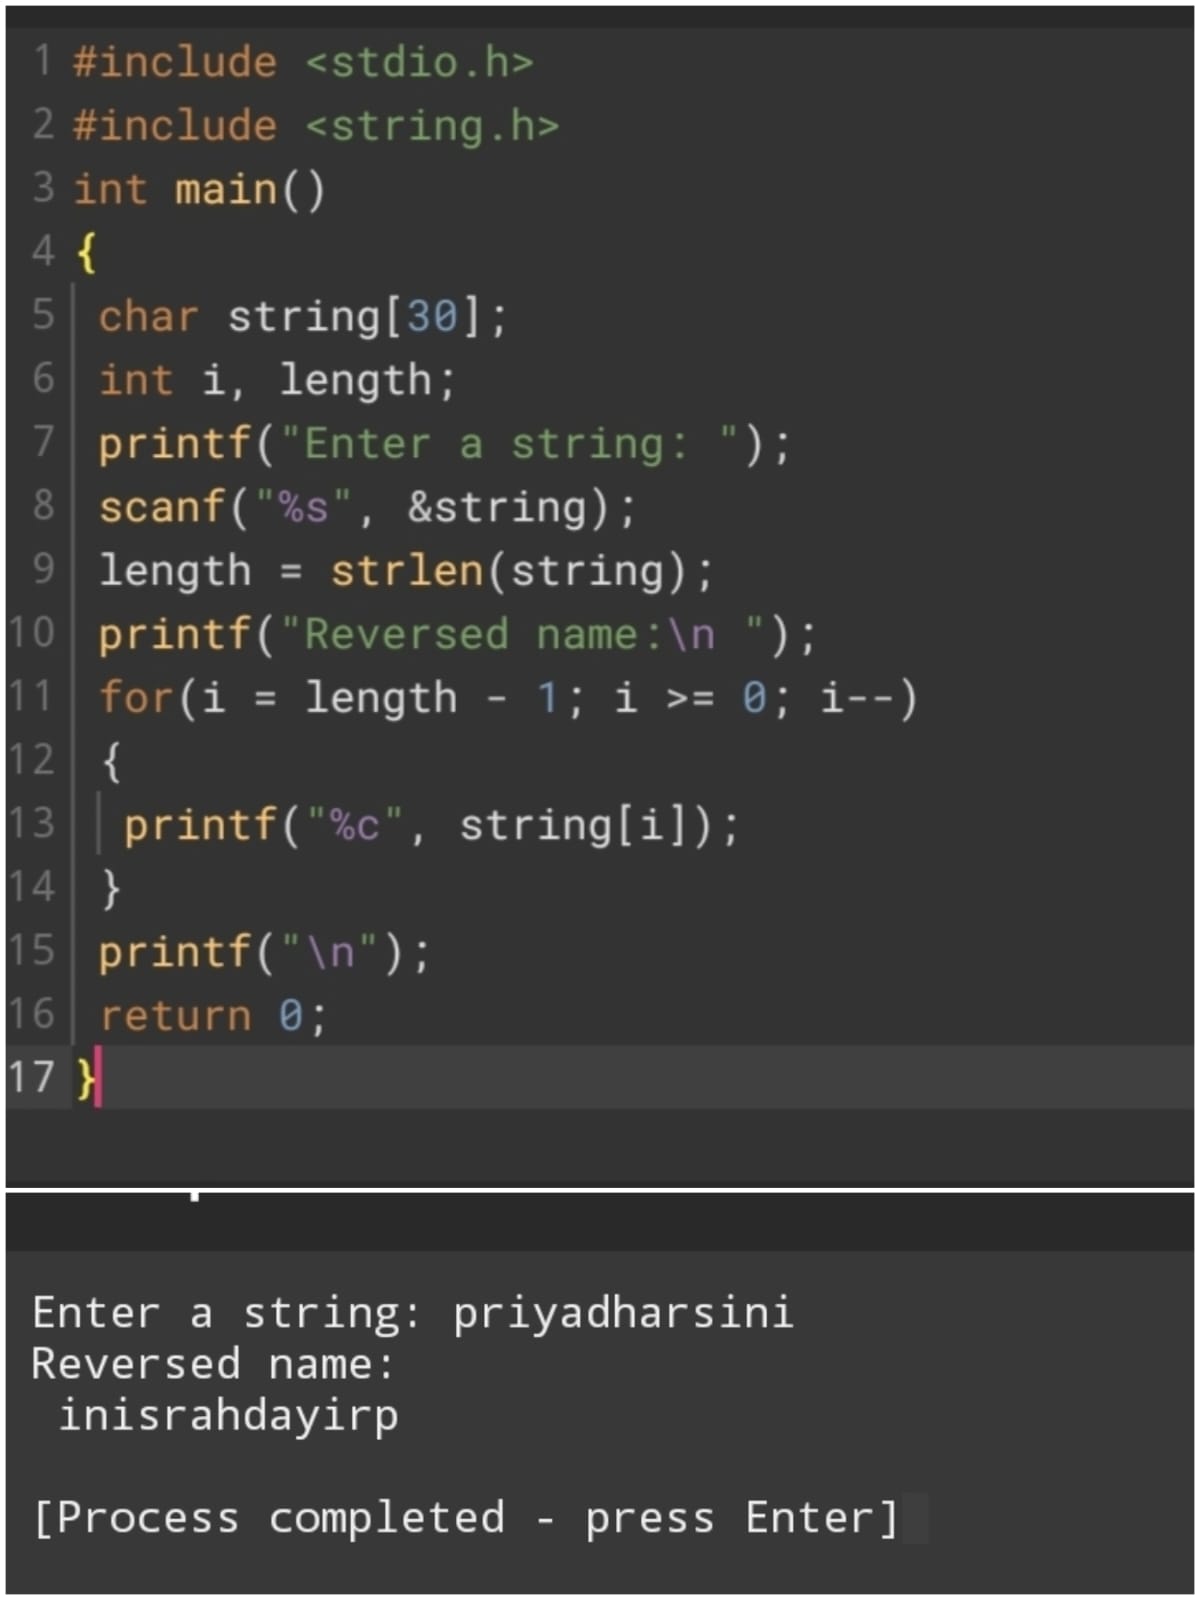 1 #include <stdio.h>
2 #include <string.h>
3 int main()
4 {
5 char string[30];
6 int i, length;
7 printf("Enter a string: ");
8 scanf("%s", &string);
9 length = strlen(string);
10 printf("Reversed name:\n ");
11 for(i = length - 1; i >= 0; i--)
12 {
13 printf("%c", string[i]);
14 }
15 printf("\n");
16 return 0;
17 }
Enter a string: priyadharsini
Reversed name:
 inisrahdayirp
[Process completed - press Enter]